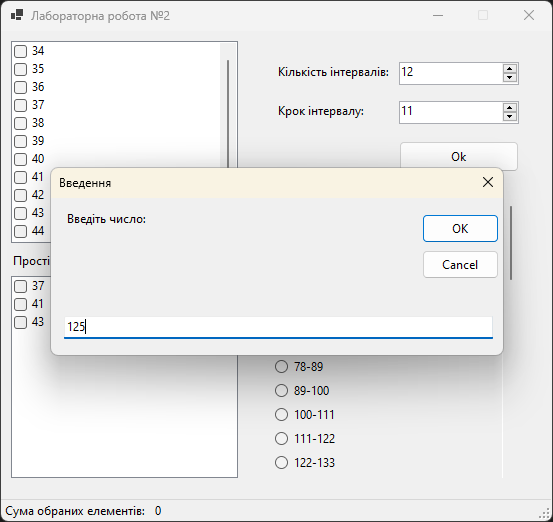 Лабораторна робота №2
34
35
36
37
38
39
40
41
42
43
44
Кількість інтервалів: 12
Крок інтервалу: 11
Ok
Введення
Введіть число:
OK
Cancel
125
Прості
37
41
43
78-89
89-100
100-111
111-122
122-133
Сума обраних елементів: 0